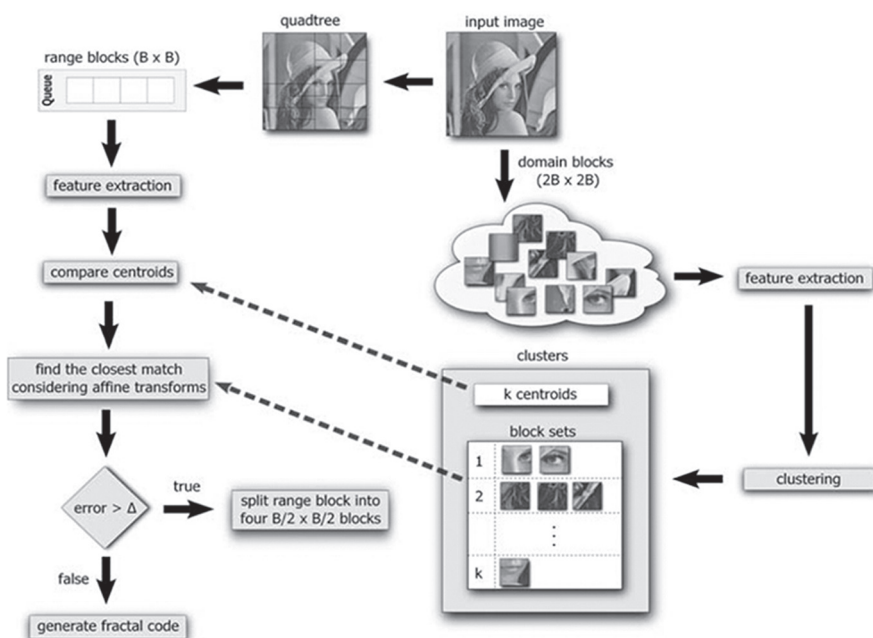 quadtree
input image
range blocks (B x B)
Queue
domain blocks
(2B x 2B)
feature extraction
compare centroids
feature extraction
find the closest match
considering affine transforms
clusters
k centroids
block sets
1
2
⋮
k
clustering
error > Δ
true
split range block into
four B/2 x B/2 blocks
false
generate fractal code